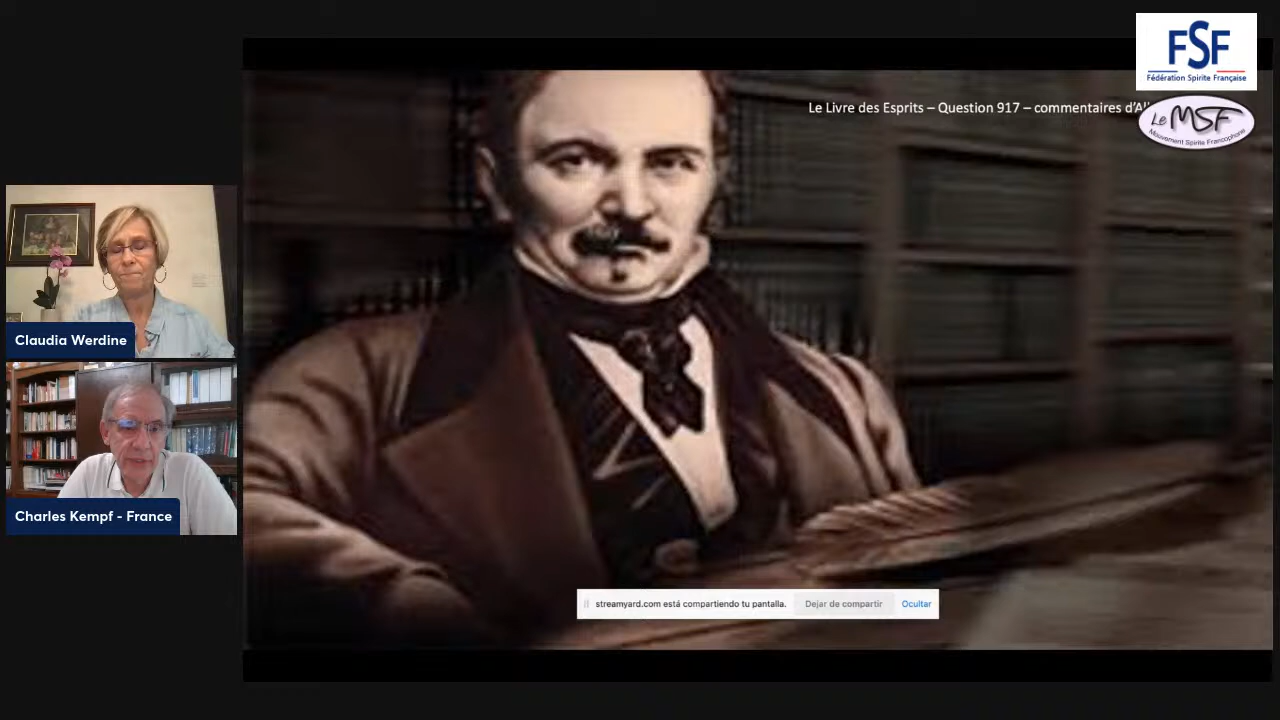 FSF
Fédération Spirite Française
Le Livre des Esprits – Question 917 – commentaires
Le MSF
Mouvement Spirite Francophone
Claudia Werdine
Charles Kempf - France
streamyard.com está compartiendo tu pantalla. Dejar de compartir Ocultar